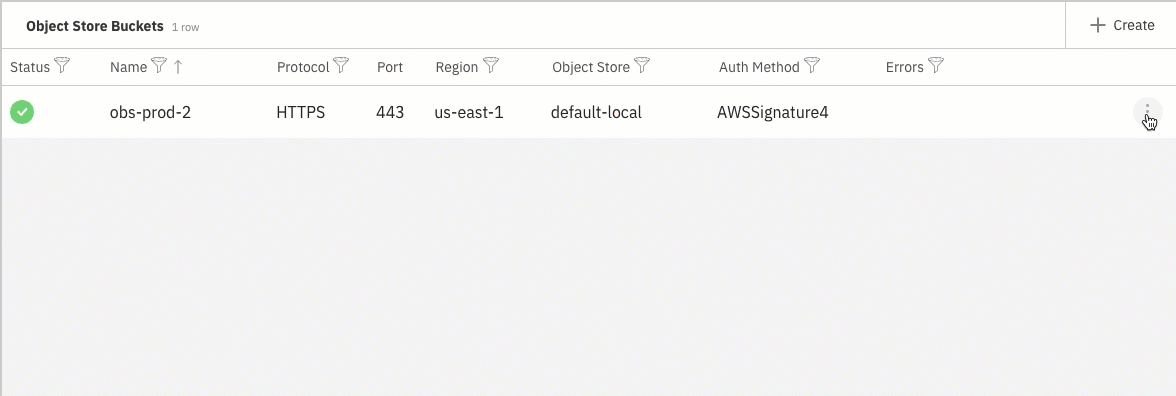 Object Store Buckets 1 row
Create
Status Name Protocol Port Region Object Store Auth Method Errors
obs-prod-2 HTTPS 443 us-east-1 default-local AWSSignature4